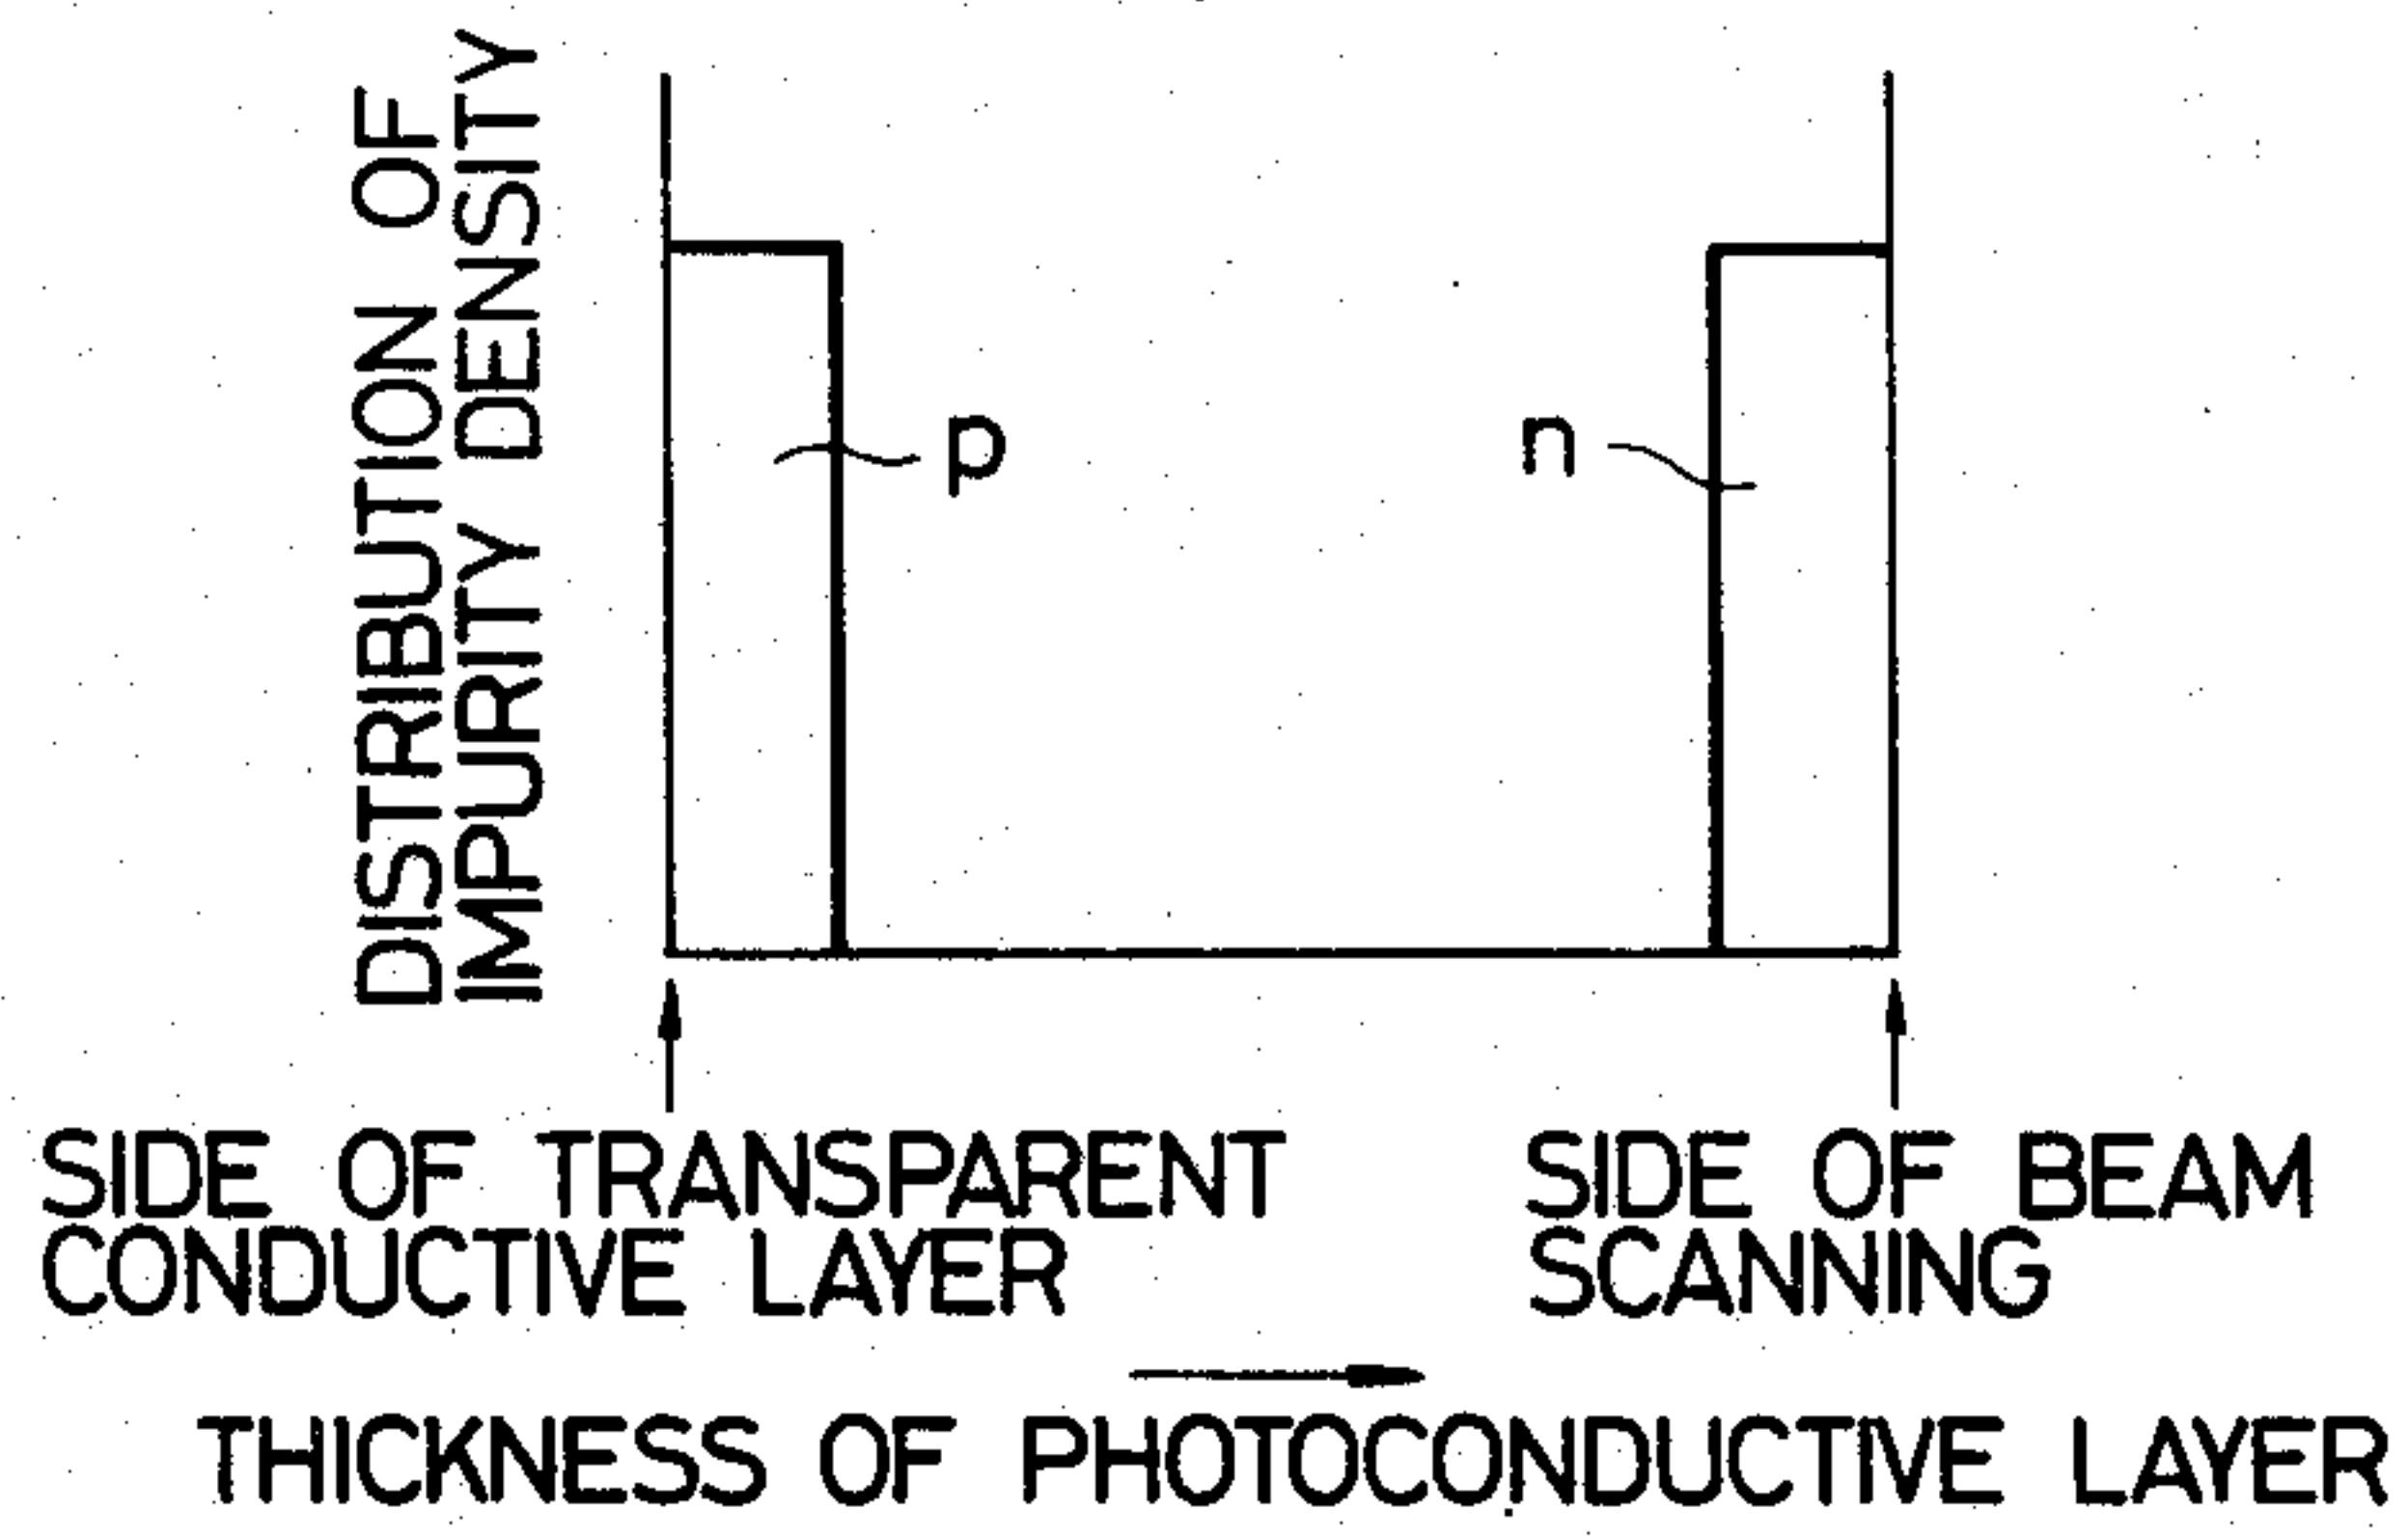 DISTRIBUTION OF
IMPURITY DENSITY
p
n
SIDE OF TRANSPARENT
CONDUCTIVE LAYER
SIDE OF BEAM
SCANNING
THICKNESS OF PHOTOCONDUCTIVE LAYER